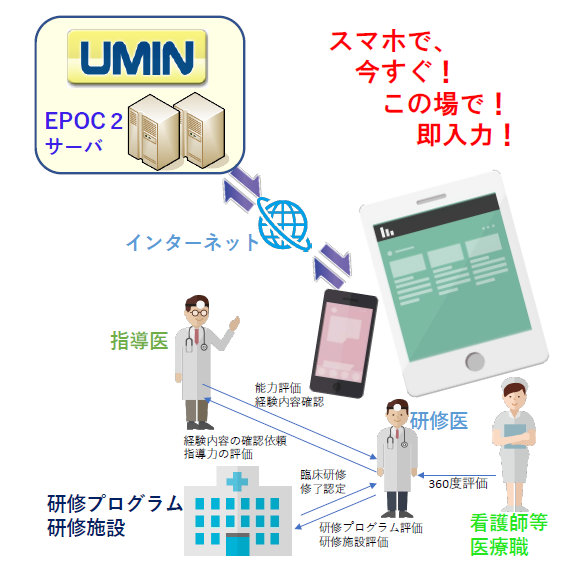 UMIN
EPOC２
サーバ
スマホで、
今すぐ！
この場で！
即入力！
インターネット
指導医
能力評価
経験内容確認
経験内容の確認依頼
指導力の評価
研修医
臨床研修
修了認定
360度評価
研修プログラム
研修施設
研修プログラム評価
研修施設評価
看護師等
医療職